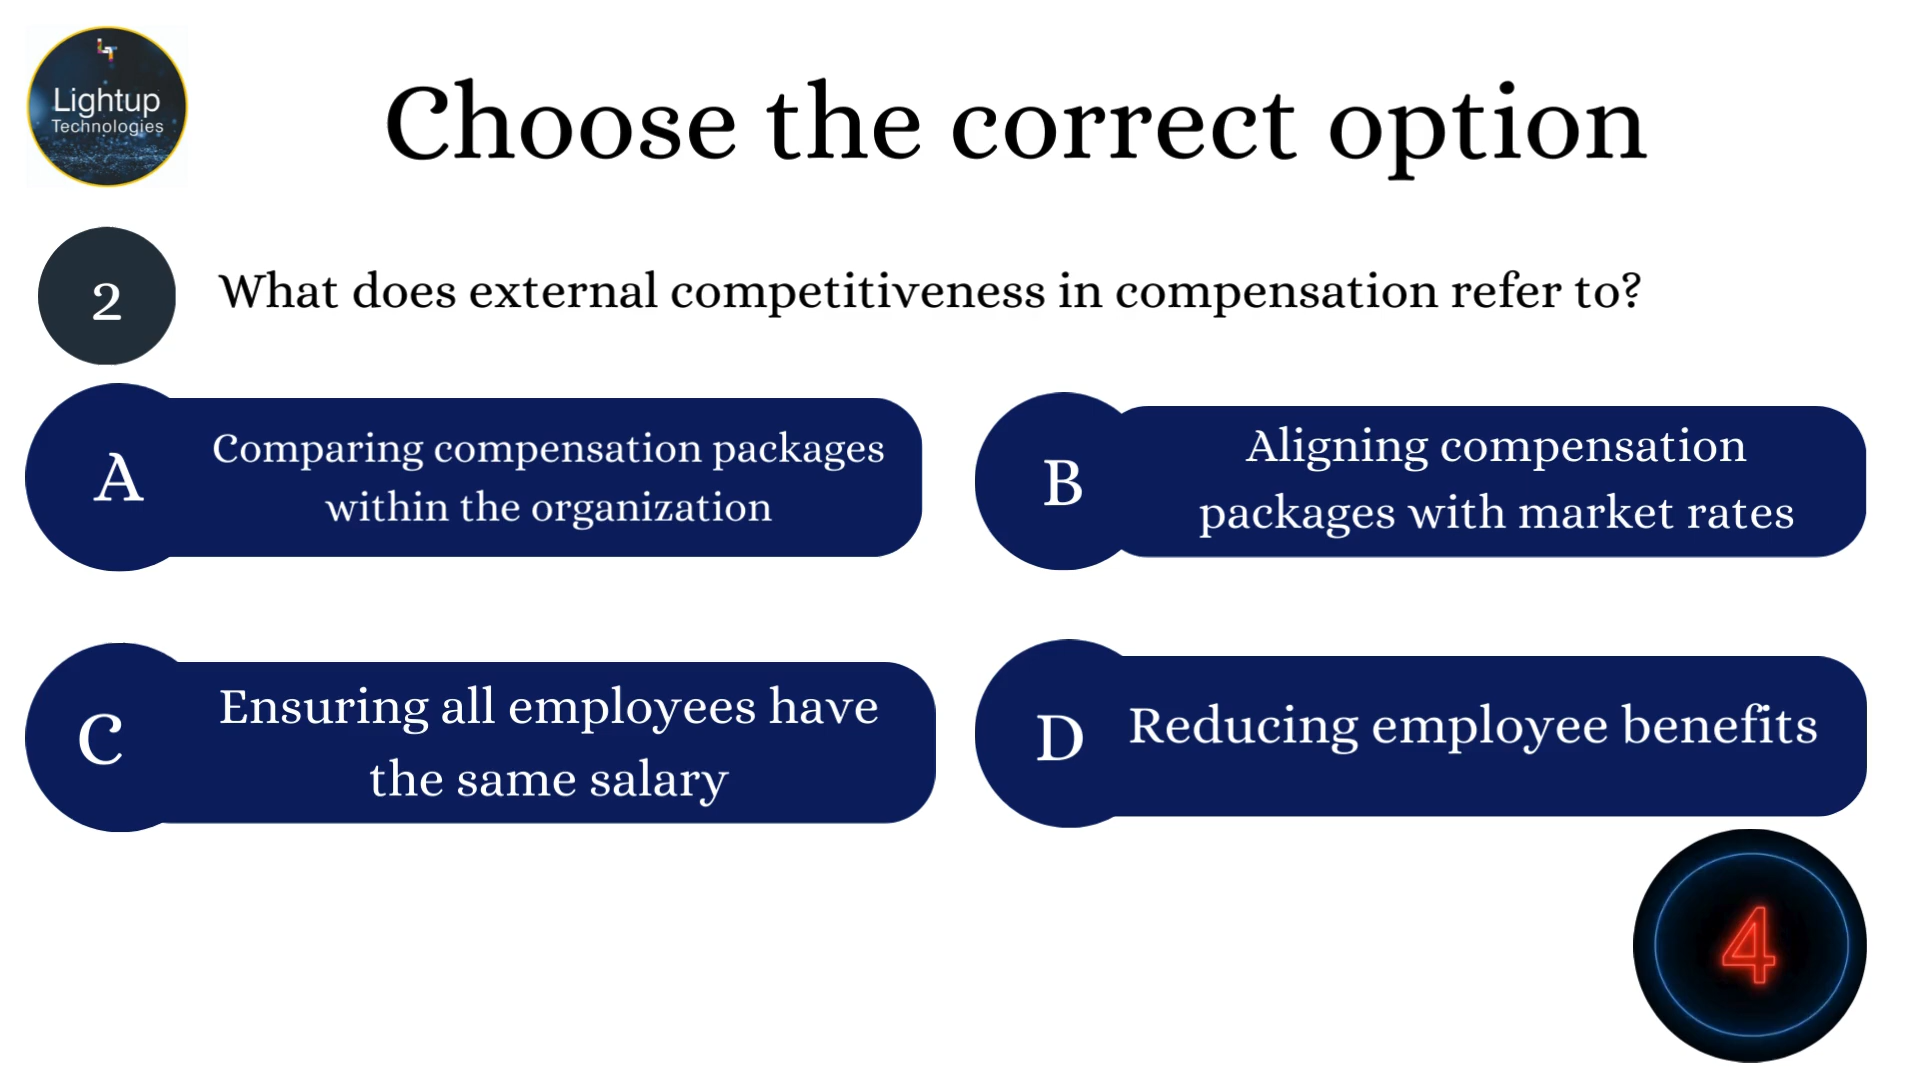 LT
Lightup
Technologies
Choose the correct option
2
What does external competitiveness in compensation refer to?
A
Comparing compensation packages
within the organization
B
Aligning compensation
packages with market rates
C
Ensuring all employees have
the same salary
D
Reducing employee benefits
4